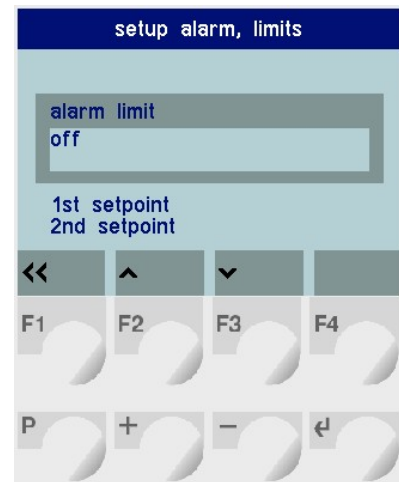 setup alarm, limits
alarm limit
off
1st setpoint
2nd setpoint
<<
F1 F2 F3 F4
P + −